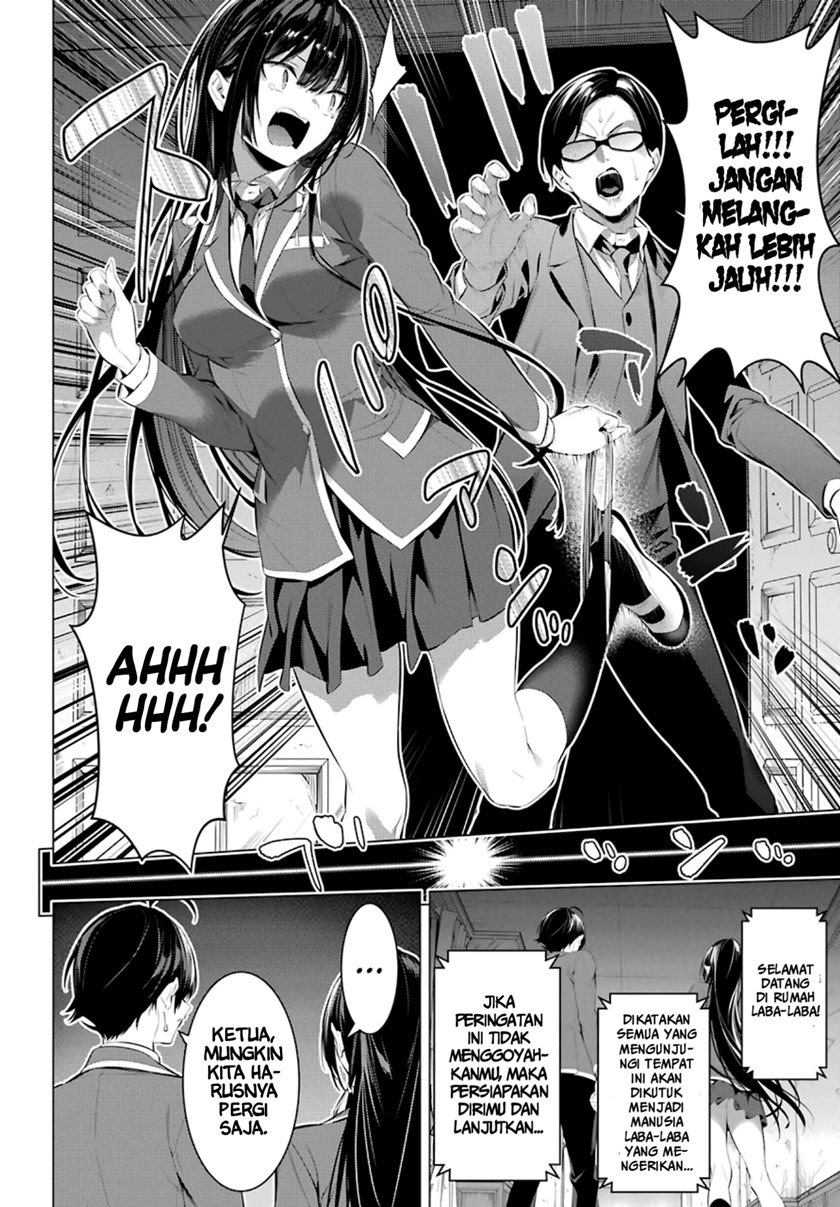 PERGI-
LAH!!!
JANGAN
MELANG-
KAH LEBIH
JAUH!!!
AHHH
HHH!
SELAMAT
DATANG
DI RUMAH
LABA-LABA!
DIKATAKAN
SEMUA YANG
MENGUNJU-
NGI TEMPAT
INI AKAN
DIKUTUK
MENJADI
MANUSIA
LABA-LABA
YANG ME-
NGERIKAN...
JIKA
PERINGATAN
INI TIDAK
MENGGOYAH-
KANMU, MAKA
PERSIAPAKAN
DIRIMU DAN
LANJUTKAN...
...
KETUA,
MUNGKIN
KITA HA-
RUSNYA
PERGI
SAJA.